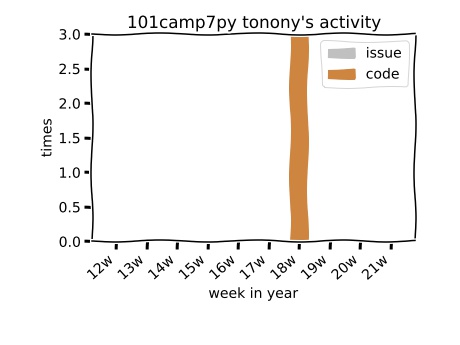 101camp7py tonony's activity
3.0
2.5
2.0
1.5
1.0
0.5
0.0
times
issue
code
12w 13w 14w 15w 16w 17w 18w 19w 20w 21w
week in year